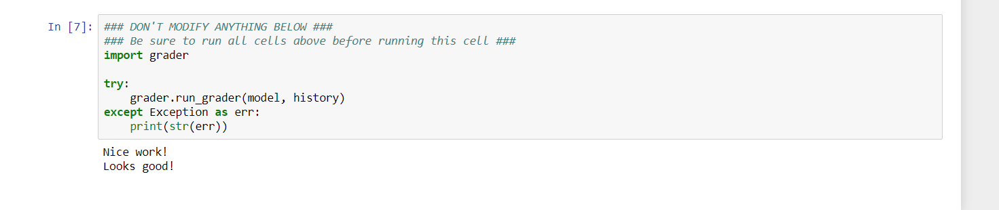 In [7]:
### DON'T MODIFY ANYTHING BELOW ###
### Be sure to run all cells above before running this cell ###
import grader

try:
    grader.run_grader(model, history)
except Exception as err:
    print(str(err))
Nice work!
Looks good!